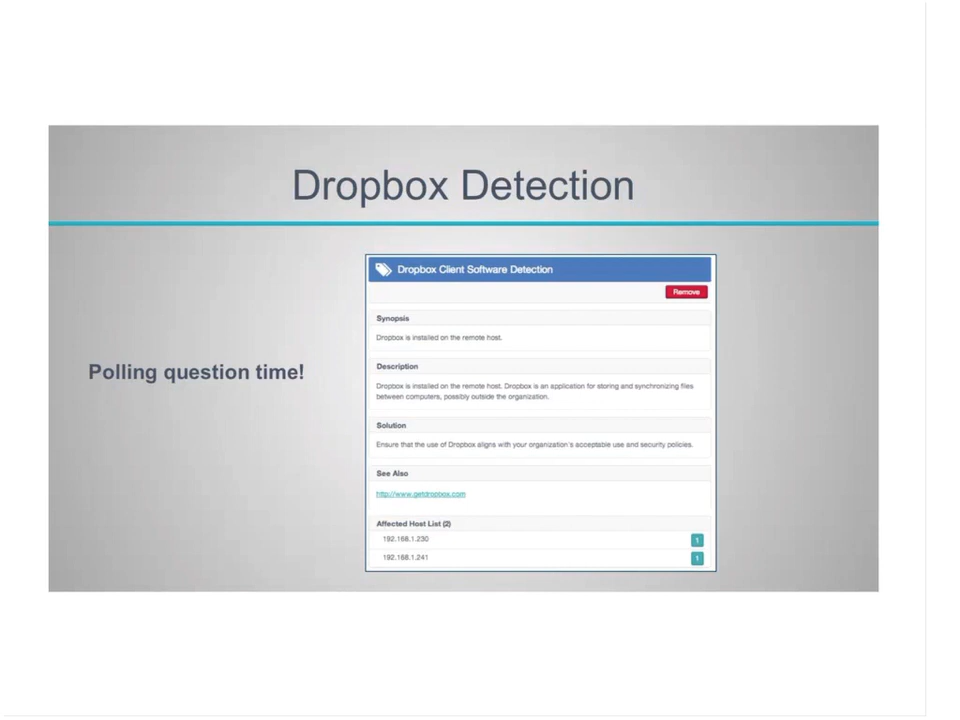 Dropbox Detection
Polling question time!
Dropbox Client Software Detection
Remove
Synopsis
Dropbox is installed on the remote host.
Description
Dropbox is installed on the remote host. Dropbox is an application for storing and synchronizing files
between computers, possibly outside the organization.
Solution
Ensure that the use of Dropbox aligns with your organization's acceptable use and security policies.
See Also
http://www.getdropbox.com
Affected Host List (2)
192.168.1.230 1
192.168.1.241 1